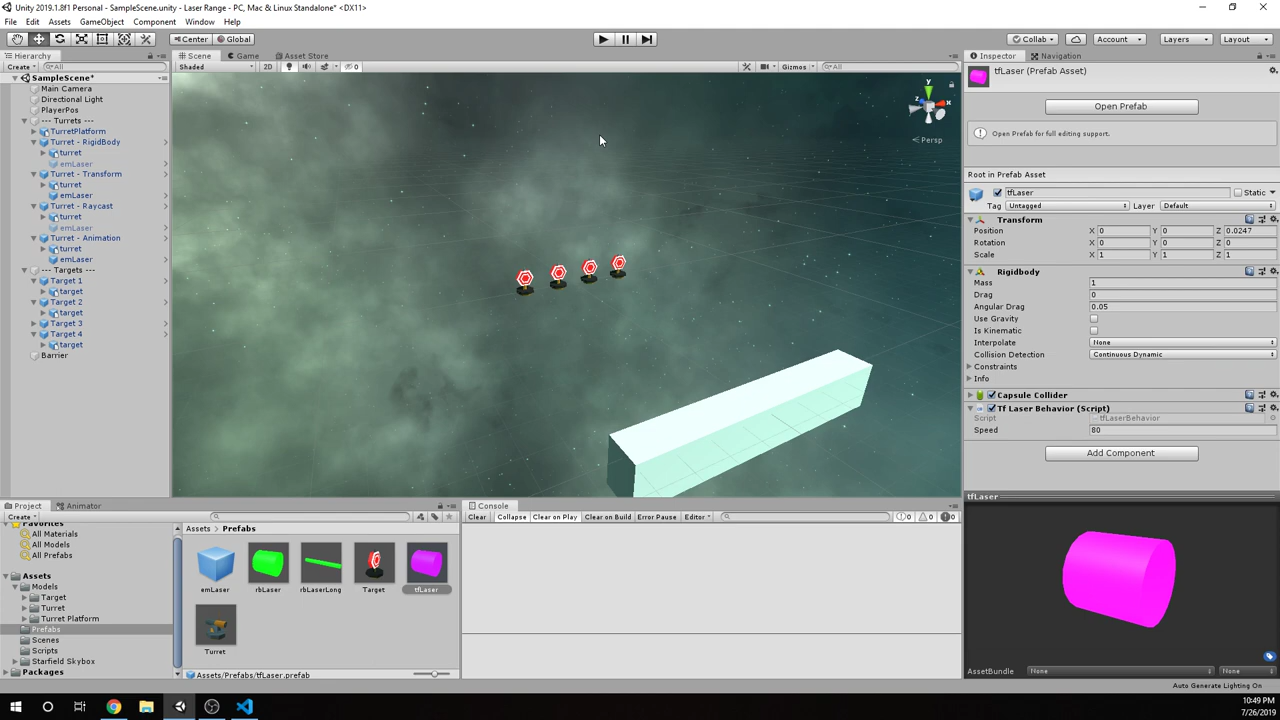 Unity 2019.1.8f1 Personal - SampleScene.unity - Laser Range - PC, Mac & Linux Standalone* <DX11>
File Edit Assets GameObject Component Window Help
Center Global Collab Account Layers Layout
Hierarchy Scene Game Asset Store Inspector Navigation
Create All Shaded 2D 0 Gizmos All tfLaser (Prefab Asset)
SampleScene*
Main Camera
Directional Light
PlayerPos
--- Turrets ---
TurretPlatform
Turret - RigidBody
turret
emLaser
Turret - Transform
turret
emLaser
Turret - Raycast
turret
emLaser
Turret - Animation
turret
emLaser
--- Targets ---
Target 1
target
Target 2
target
Target 3
Target 4
target
Barrier
y
x
z
Persp
Open Prefab
Open Prefab for full editing support.
Root in Prefab Asset
tfLaser Static
Tag Untagged Layer Default
Transform
Position X 0 Y 0 Z 0.0247
Rotation X 0 Y 0 Z 0
Scale X 1 Y 1 Z 1
Rigidbody
Mass 1
Drag 0
Angular Drag 0.05
Use Gravity
Is Kinematic
Interpolate None
Collision Detection Continuous Dynamic
Constraints
Info
Capsule Collider
Tf Laser Behavior (Script)
Script tfLaserBehavior
Speed 80
Add Component
tfLaser
AssetBundle None None
Auto Generate Lighting On
Project Animator
Create
Favorites
All Materials
All Models
All Prefabs
Assets
Models
Target
Turret
Turret Platform
Prefabs
Scenes
Scripts
Starfield Skybox
Packages
Assets Prefabs
emLaser rbLaser rbLaserLong Target tfLaser
Turret
Assets/Prefabs/tfLaser.prefab
Console
Clear Collapse Clear on Play Clear on Build Error Pause Editor 0 0 0
10:49 PM
7/26/2019